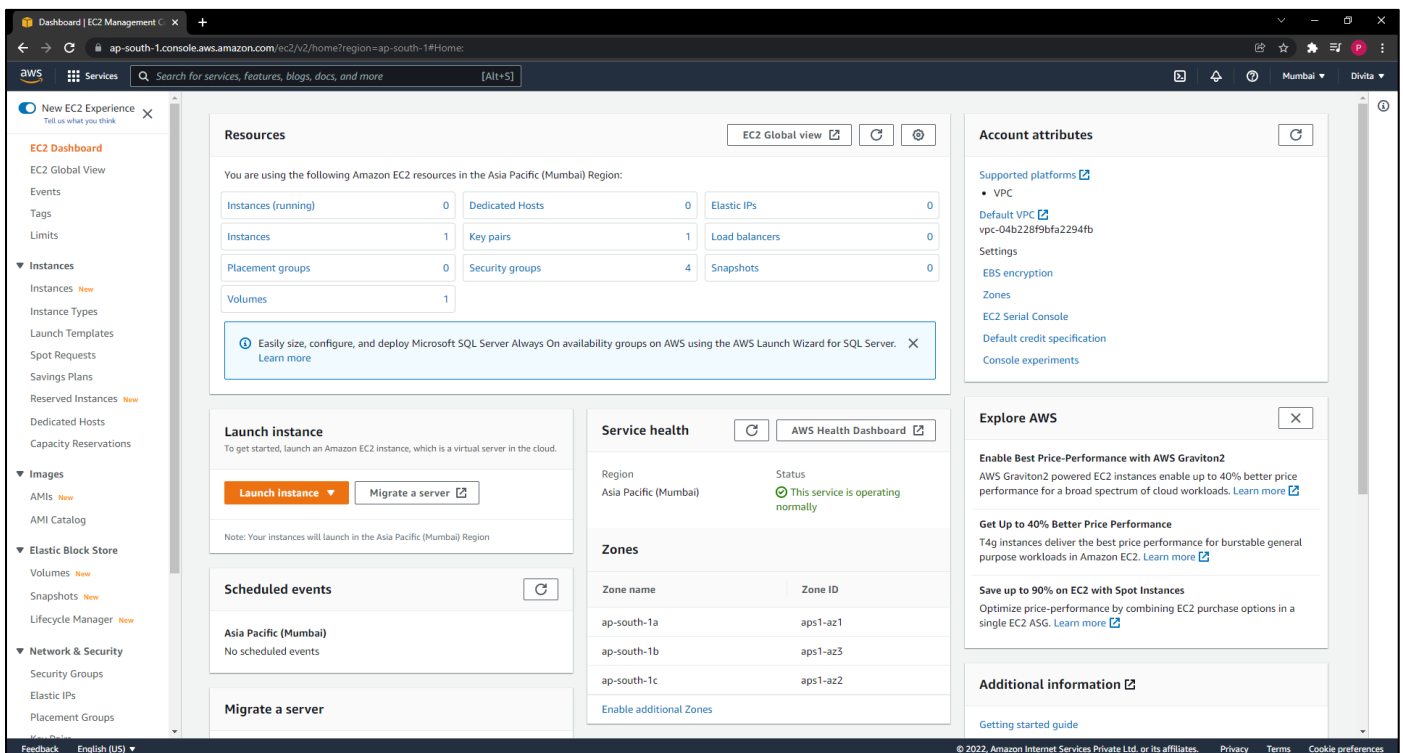 Dashboard | EC2 Management C
ap-south-1.console.aws.amazon.com/ec2/v2/home?region=ap-south-1#Home:
P
aws
Services
Search for services, features, blogs, docs, and more
[Alt+S]
Mumbai
Divita
New EC2 Experience
Tell us what you think
EC2 Dashboard
EC2 Global View
Events
Tags
Limits
Instances
Instances New
Instance Types
Launch Templates
Spot Requests
Savings Plans
Reserved Instances New
Dedicated Hosts
Capacity Reservations
Images
AMIs New
AMI Catalog
Elastic Block Store
Volumes New
Snapshots New
Lifecycle Manager New
Network & Security
Security Groups
Elastic IPs
Placement Groups
Key Pairs
Resources
EC2 Global view
You are using the following Amazon EC2 resources in the Asia Pacific (Mumbai) Region:
Instances (running) 0
Dedicated Hosts 0
Elastic IPs 0
Instances 1
Key pairs 1
Load balancers 0
Placement groups 0
Security groups 4
Snapshots 0
Volumes 1
Easily size, configure, and deploy Microsoft SQL Server Always On availability groups on AWS using the AWS Launch Wizard for SQL Server.
Learn more
Launch instance
To get started, launch an Amazon EC2 instance, which is a virtual server in the cloud.
Launch instance
Migrate a server
Note: Your instances will launch in the Asia Pacific (Mumbai) Region
Scheduled events
Asia Pacific (Mumbai)
No scheduled events
Migrate a server
Service health
AWS Health Dashboard
Region
Asia Pacific (Mumbai)
Status
This service is operating
normally
Zones
Zone name Zone ID
ap-south-1a aps1-az1
ap-south-1b aps1-az3
ap-south-1c aps1-az2
Enable additional Zones
Account attributes
Supported platforms
• VPC
Default VPC
vpc-04b228f9bfa2294fb
Settings
EBS encryption
Zones
EC2 Serial Console
Default credit specification
Console experiments
Explore AWS
Enable Best Price-Performance with AWS Graviton2
AWS Graviton2 powered EC2 instances enable up to 40% better price
performance for a broad spectrum of cloud workloads. Learn more
Get Up to 40% Better Price Performance
T4g instances deliver the best price performance for burstable general
purpose workloads in Amazon EC2. Learn more
Save up to 90% on EC2 with Spot Instances
Optimize price-performance by combining EC2 purchase options in a
single EC2 ASG. Learn more
Additional information
Getting started guide
Feedback
English (US)
© 2022, Amazon Internet Services Private Ltd. or its affiliates.
Privacy
Terms
Cookie preferences